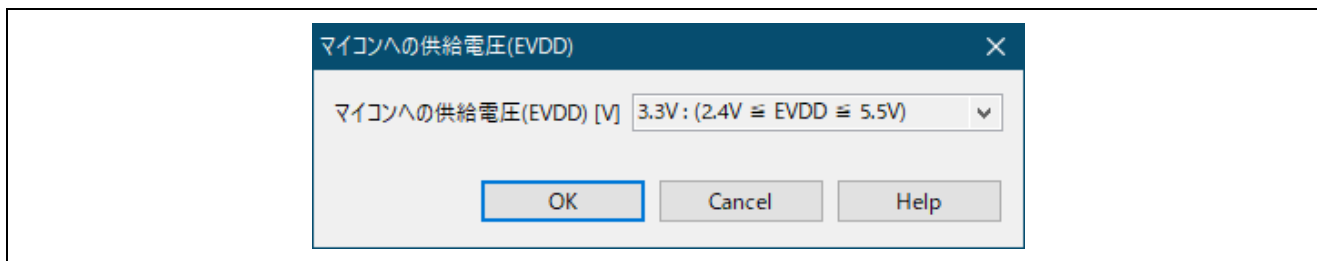 マイコンへの供給電圧(EVDD)
マイコンへの供給電圧(EVDD) [V] 3.3V : (2.4V ≦ EVDD ≦ 5.5V)
OK Cancel Help